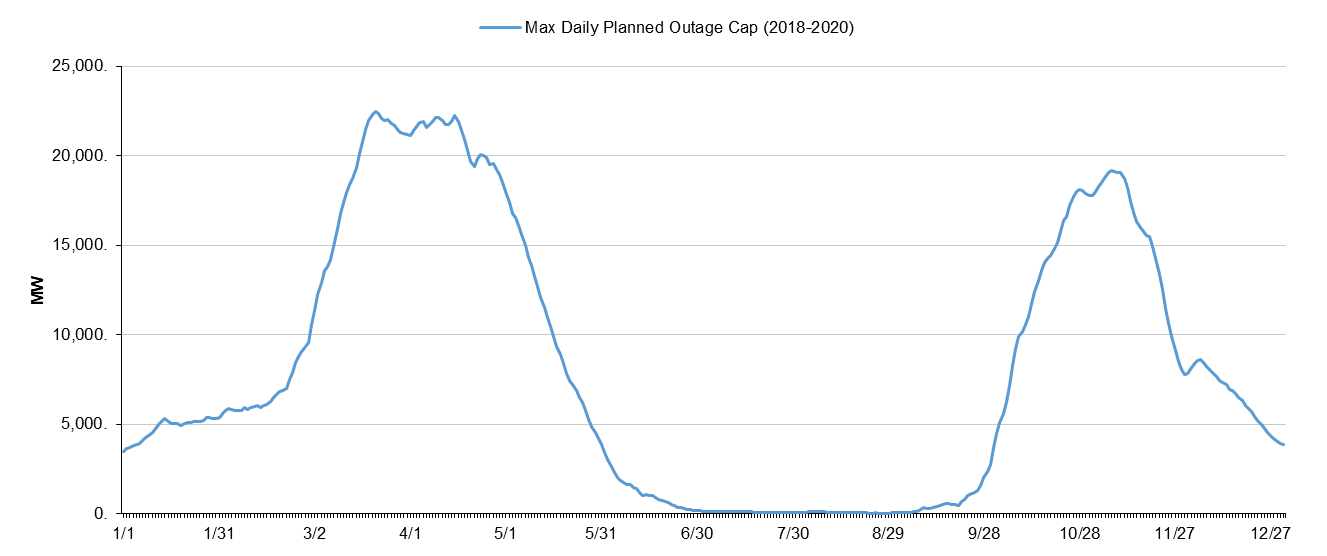 Max Daily Planned Outage Cap (2018-2020)
25,000.
20,000.
15,000.
10,000.
5,000.
0.
MW
1/1 1/31 3/2 4/1 5/1 5/31 6/30 7/30 8/29 9/28 10/28 11/27 12/27